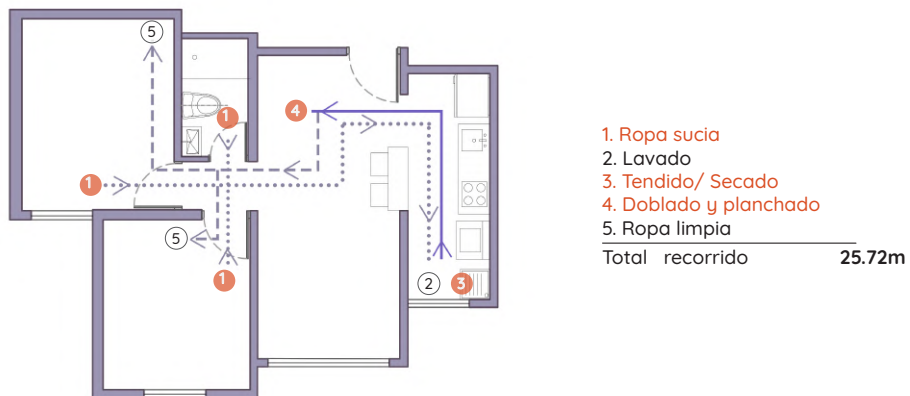 5
1
4
1
5
1
2
3
1. Ropa sucia
2. Lavado
3. Tendido/ Secado
4. Doblado y planchado
5. Ropa limpia
Total recorrido 25.72m